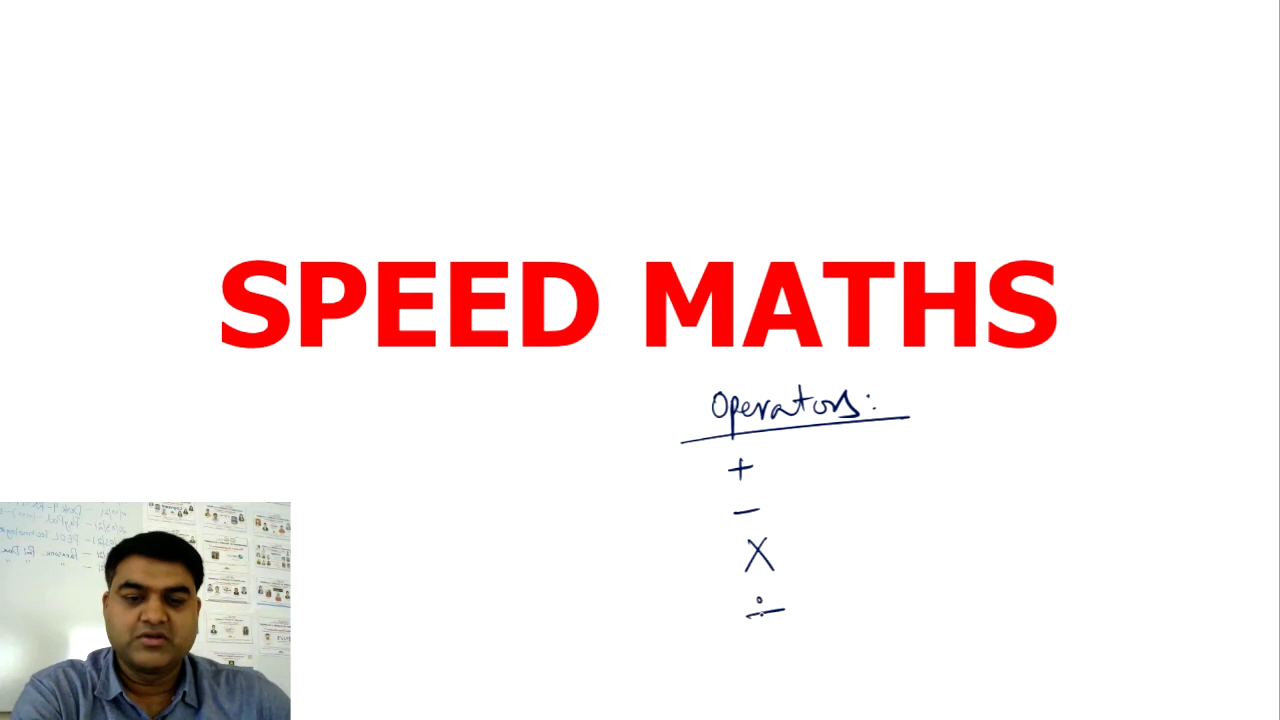 SPEED MATHS
Operators:
+
−
X
÷